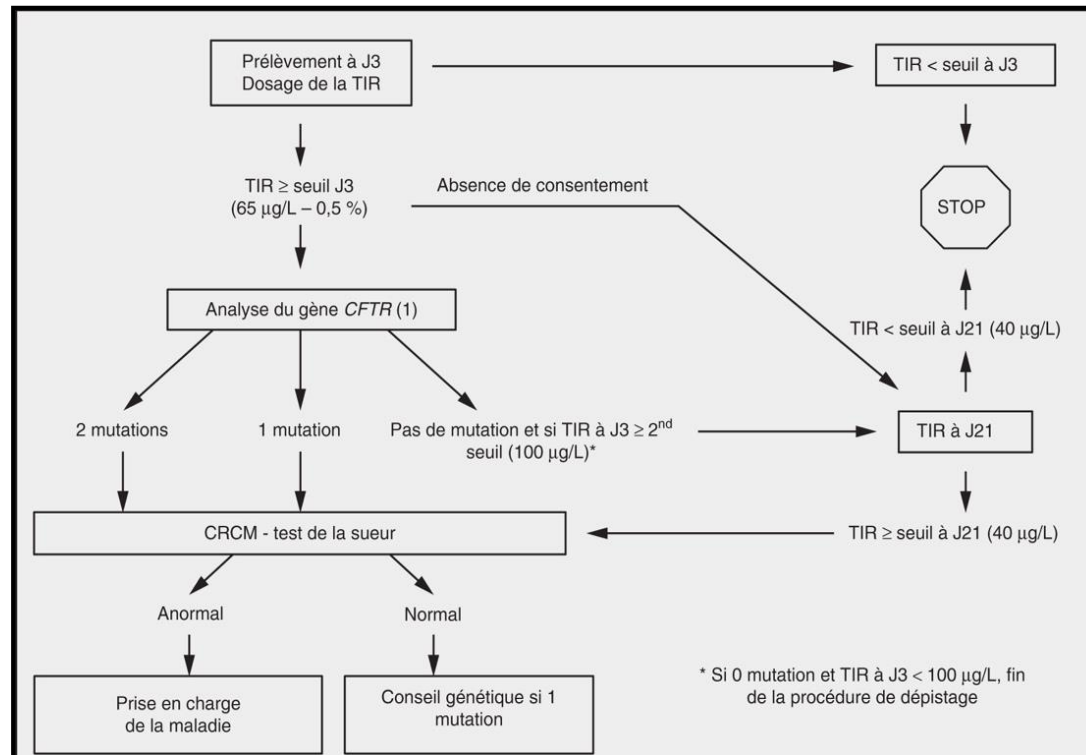 Prélèvement à J3
Dosage de la TIR
TIR < seuil à J3
TIR ≥ seuil J3
(65 µg/L – 0,5 %)
Absence de consentement
STOP
Analyse du gène CFTR (1)
TIR < seuil à J21 (40 µg/L)
2 mutations
1 mutation
Pas de mutation et si TIR à J3 ≥ 2nd
seuil (100 µg/L)*
TIR à J21
CRCM - test de la sueur
TIR ≥ seuil à J21 (40 µg/L)
Anormal
Normal
Prise en charge
de la maladie
Conseil génétique si 1
mutation
* Si 0 mutation et TIR à J3 < 100 µg/L, fin
de la procédure de dépistage